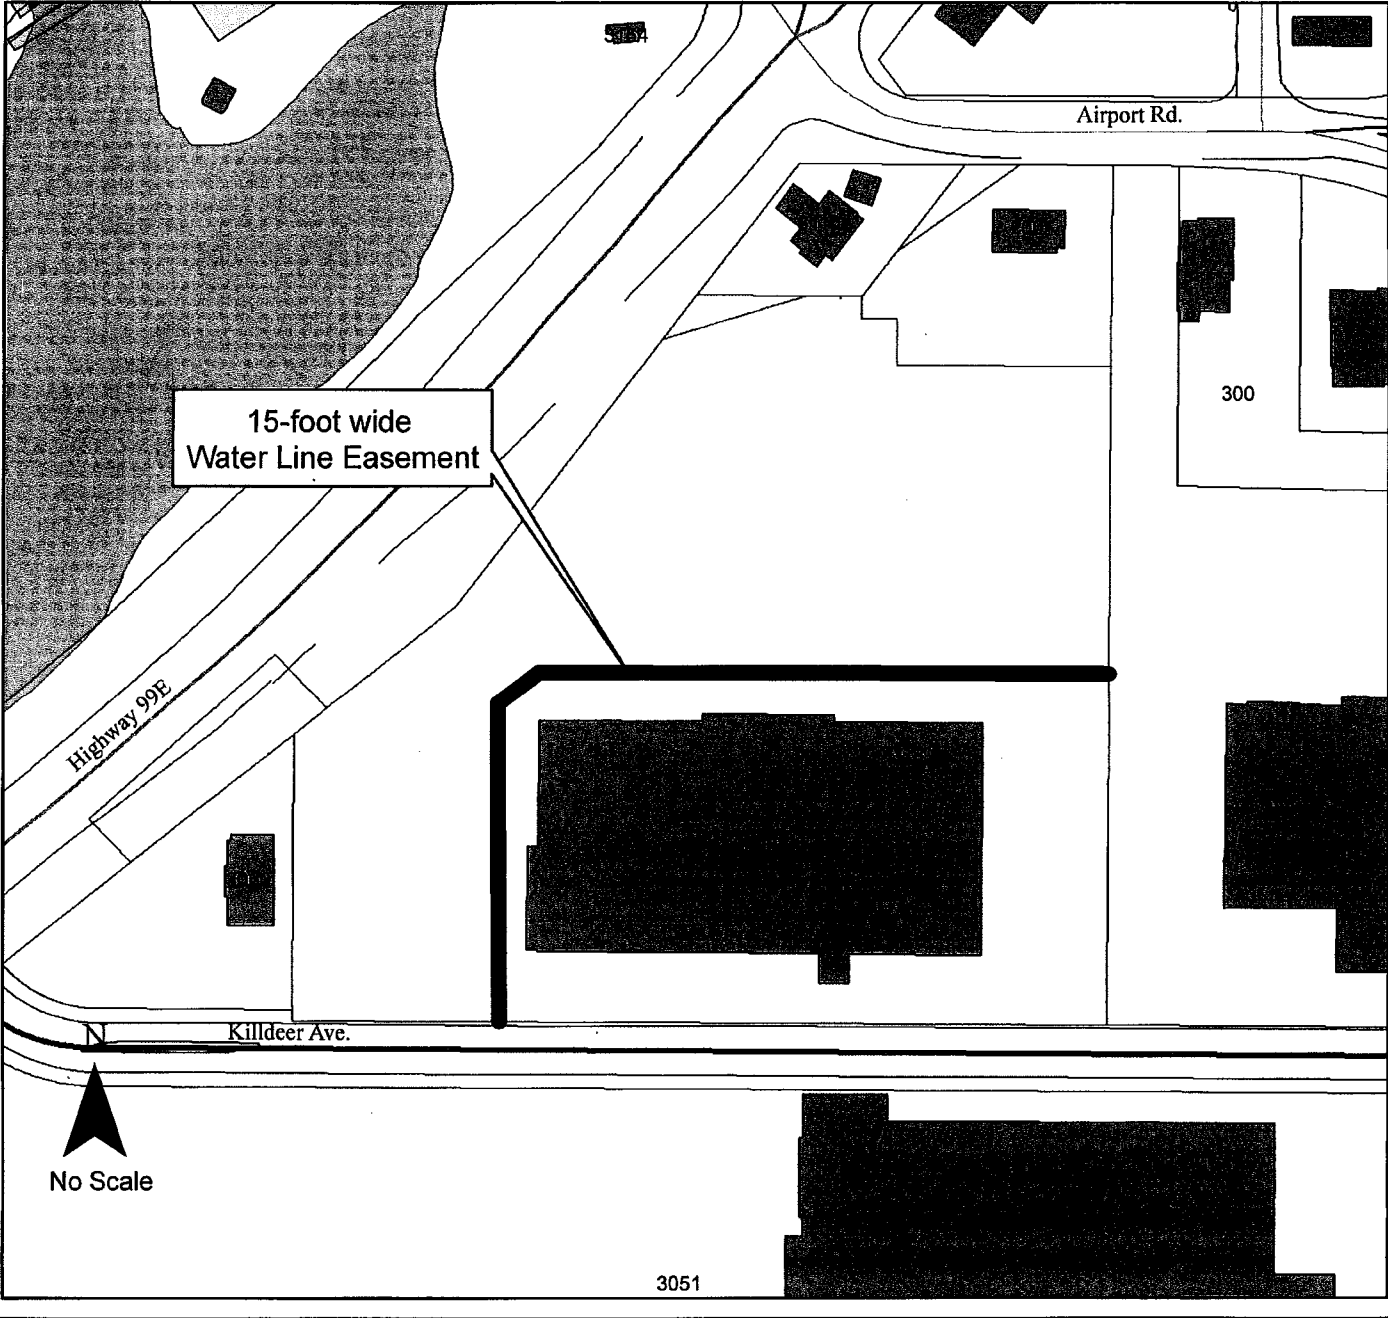 Airport Rd.
300
15-foot wide
Water Line Easement
Highway 99E
Killdeer Ave.
N
No Scale
3051